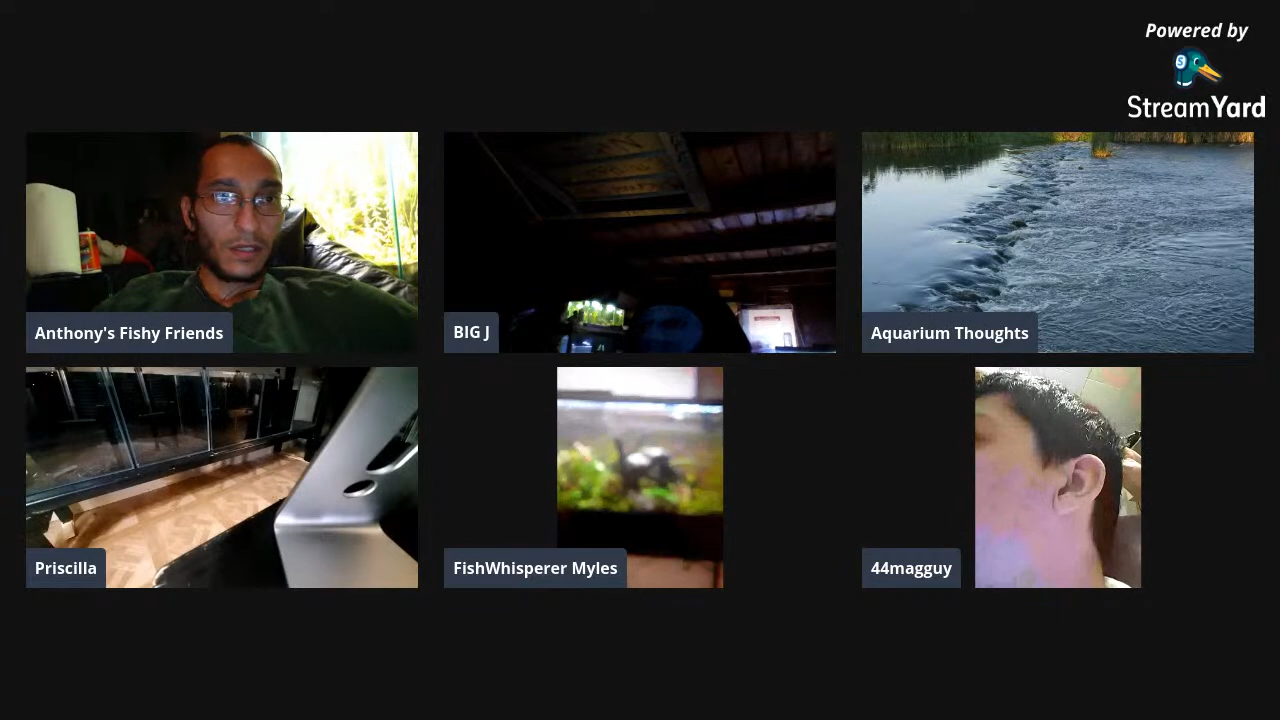 Powered by
S
StreamYard
Anthony's Fishy Friends
BIG J
Aquarium Thoughts
Priscilla
FishWhisperer Myles
44magguy